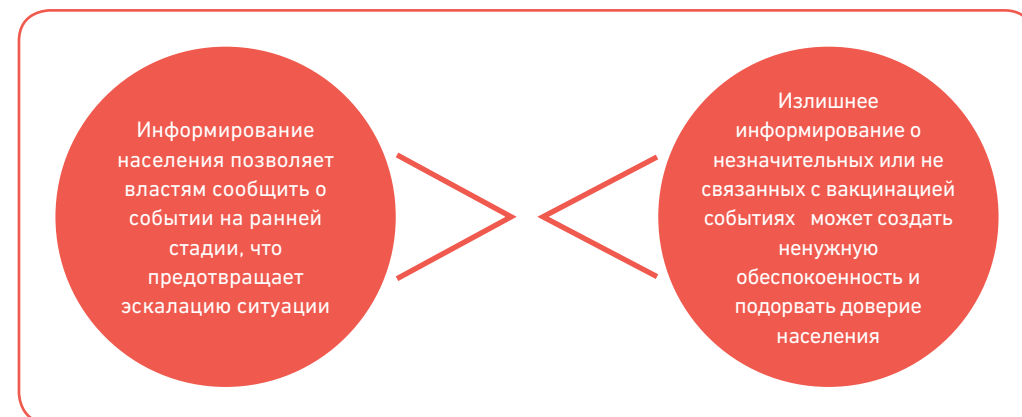 Информирование
населения позволяет
властям сообщить о
событии на ранней
стадии, что
предотвращает
эскалацию ситуации
Излишнее
информирование о
незначительных или не
связанных с вакцинацией
событиях может создать
ненужную
обеспокоенность и
подорвать доверие
населения